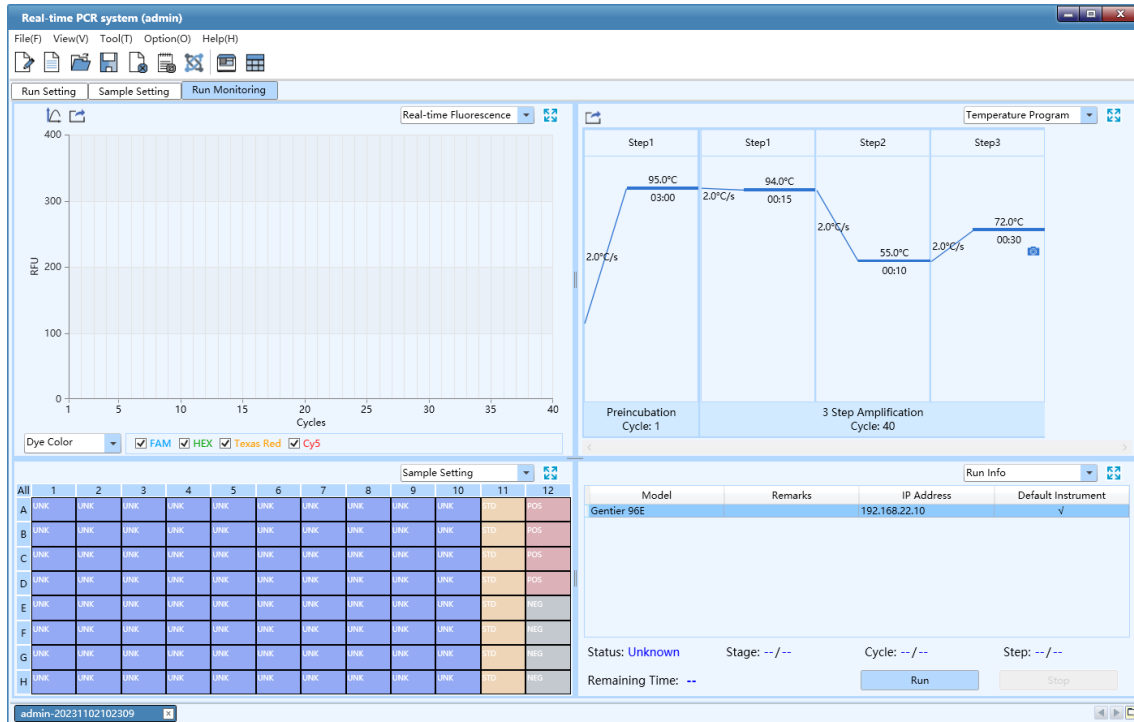 Real-time PCR system (admin)
File(F) View(V) Tool(T) Option(O) Help(H)
Run Setting Sample Setting Run Monitoring
Real-time Fluorescence
400
300
200
100
0
RFU
1 5 10 15 20 25 30 35 40
Cycles
Dye Color FAM HEX Texas Red Cy5
Temperature Program
Step1 Step1 Step2 Step3
2.0°C/s
95.0°C
03:00
2.0°C/s
94.0°C
00:15
2.0°C/s
55.0°C
00:10
2.0°C/s
72.0°C
00:30
Preincubation
Cycle: 1
3 Step Amplification
Cycle: 40
Sample Setting
All 1 2 3 4 5 6 7 8 9 10 11 12
A UNK UNK UNK UNK UNK UNK UNK UNK UNK UNK STD POS
B UNK UNK UNK UNK UNK UNK UNK UNK UNK UNK STD POS
C UNK UNK UNK UNK UNK UNK UNK UNK UNK UNK STD POS
D UNK UNK UNK UNK UNK UNK UNK UNK UNK UNK STD POS
E UNK UNK UNK UNK UNK UNK UNK UNK UNK UNK STD NEG
F UNK UNK UNK UNK UNK UNK UNK UNK UNK UNK STD NEG
G UNK UNK UNK UNK UNK UNK UNK UNK UNK UNK STD NEG
H UNK UNK UNK UNK UNK UNK UNK UNK UNK UNK STD NEG
Run Info
Model Remarks IP Address Default Instrument
Gentier 96E 192.168.22.10 √
Status: Unknown Stage: --/-- Cycle: --/-- Step: --/--
Remaining Time: -- Run Stop
admin-20231102102309